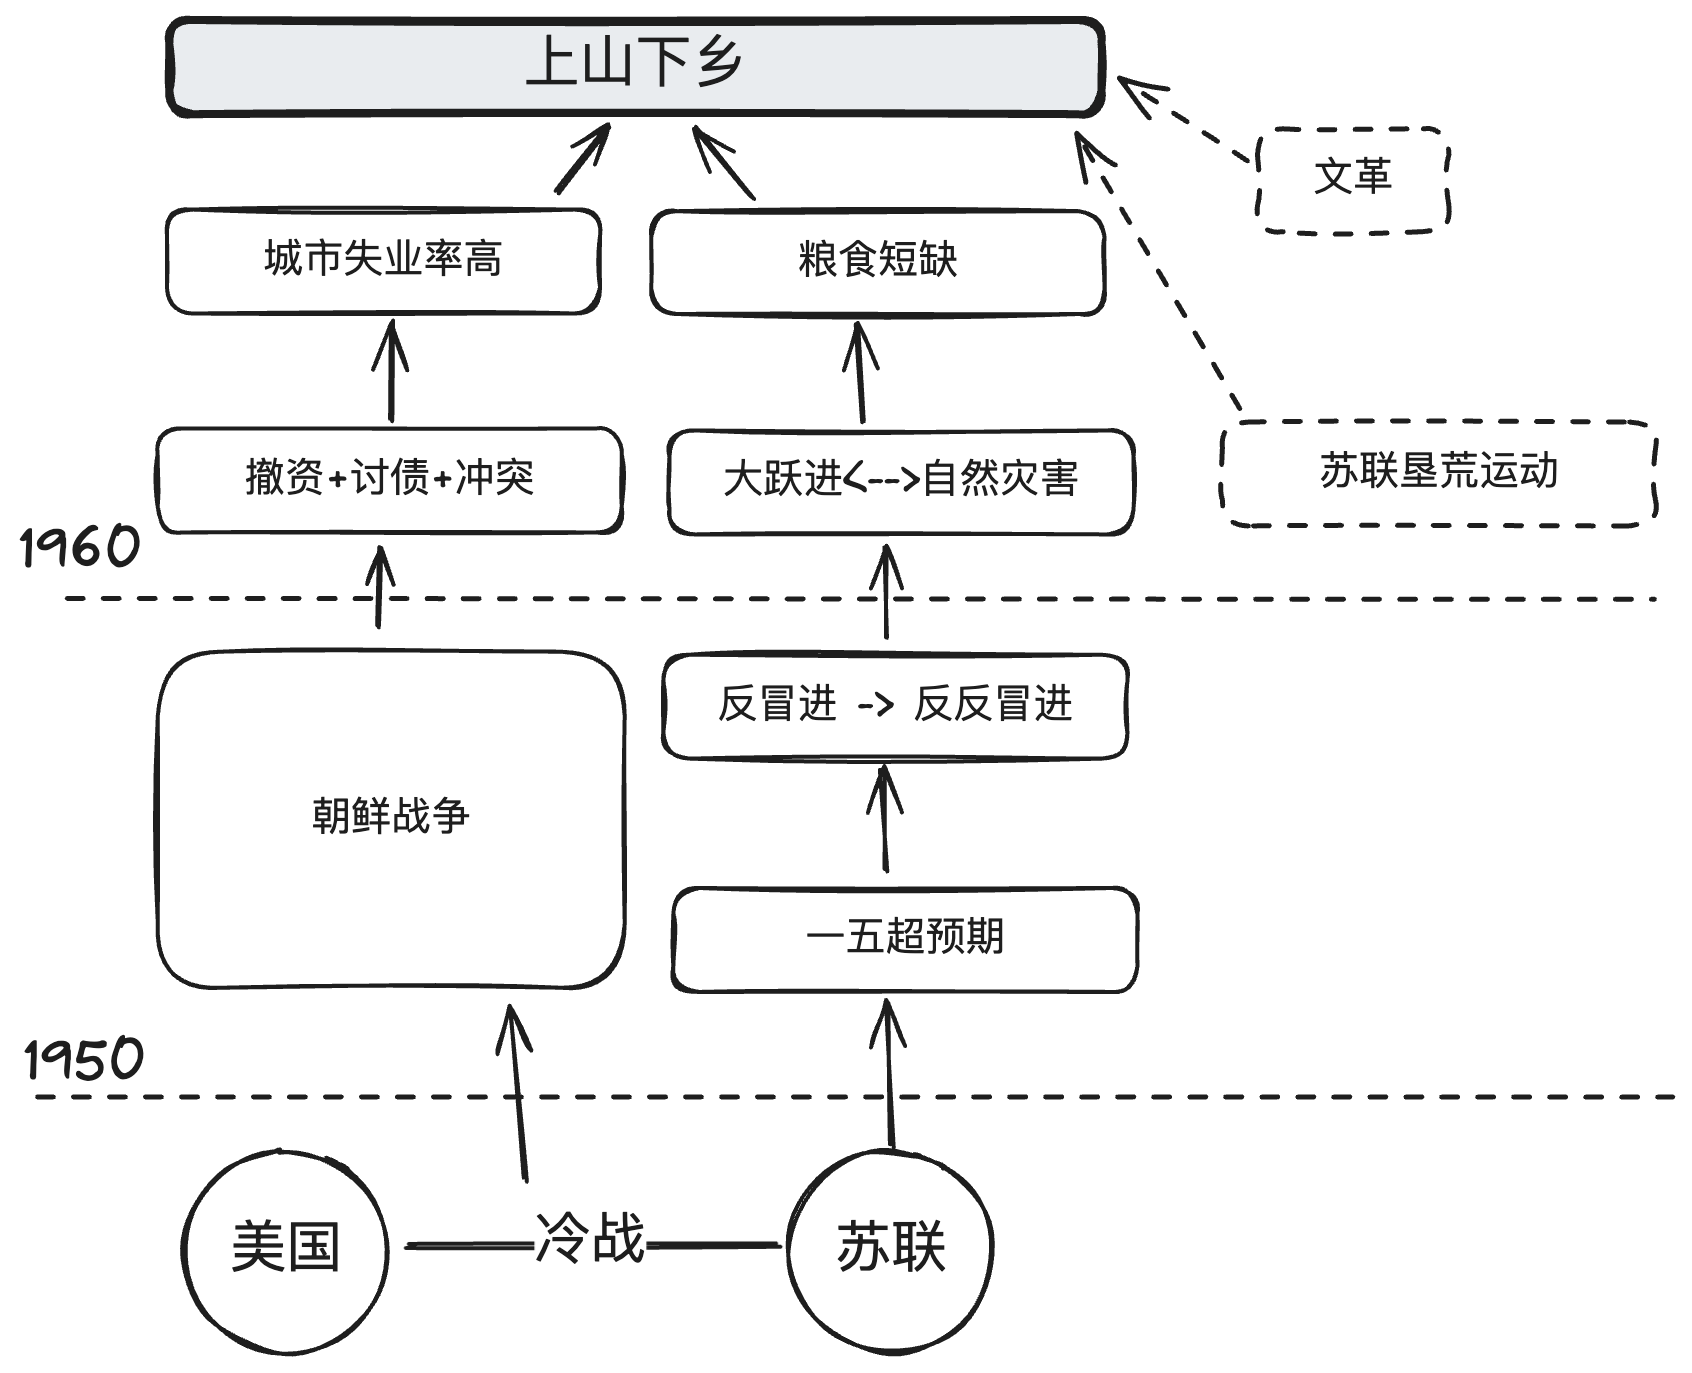 上山下乡
文革
城市失业率高
粮食短缺
撤资+讨债+冲突
大跃进<-->自然灾害
苏联垦荒运动
1960
反冒进 -> 反反冒进
朝鲜战争
一五超预期
1950
美国
冷战
苏联